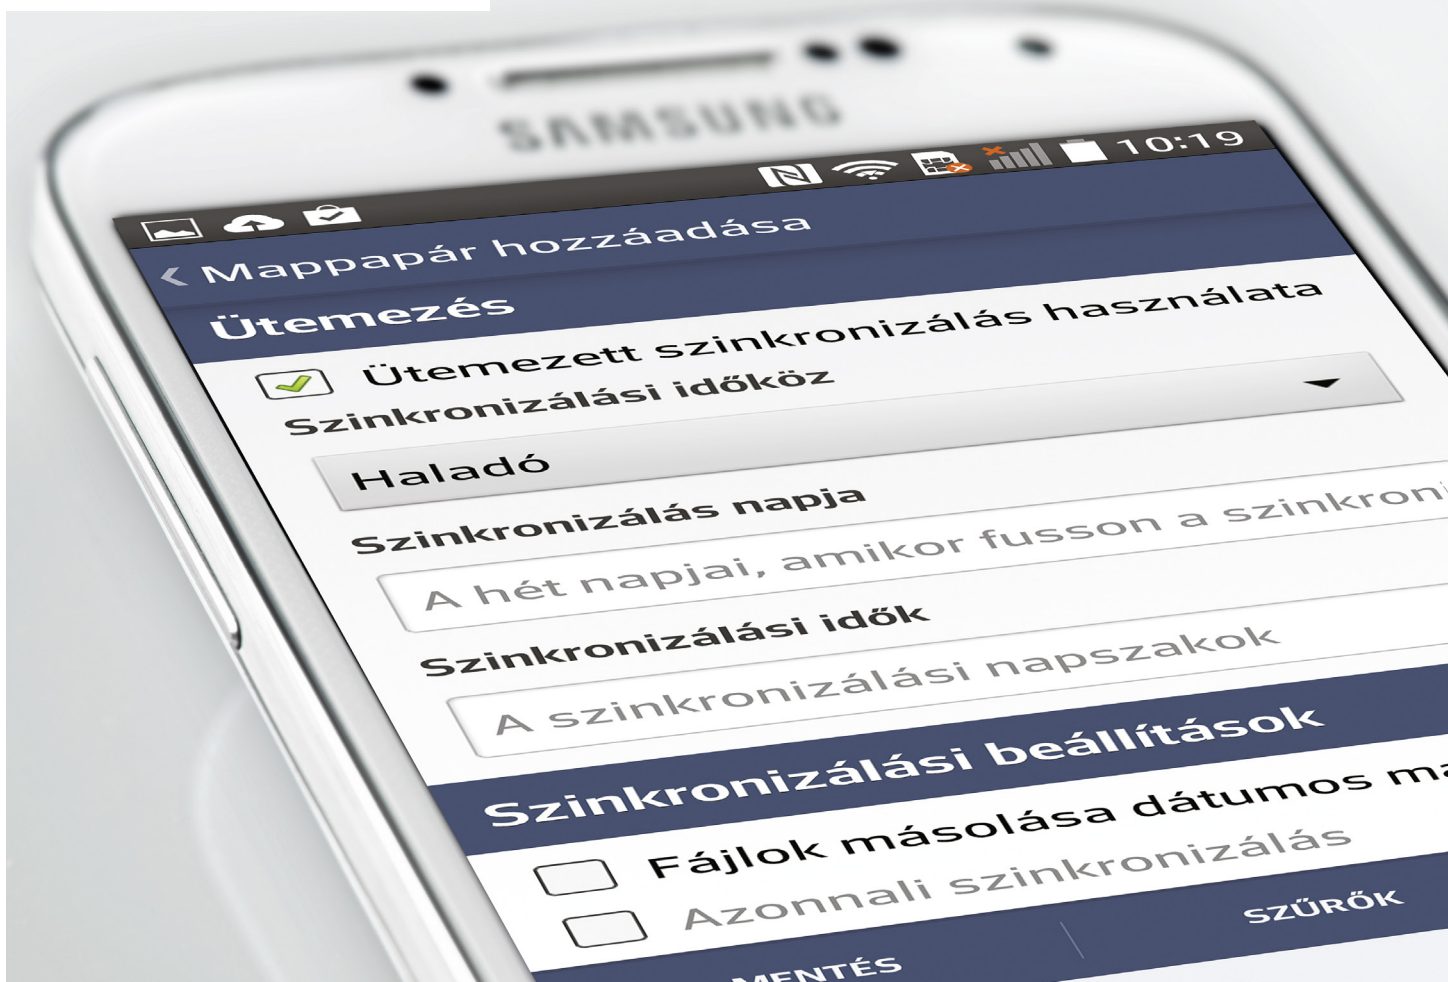 SAMSUNG
10:19
Mappapár hozzáadása
Ütemezés
Ütemezett szinkronizálás használata
Szinkronizálási időköz
Haladó
Szinkronizálás napja
A hét napjai, amikor fusson a szinkroni
Szinkronizálási idők
A szinkronizálási napszakok
Szinkronizálási beállítások
Fájlok másolása dátumos ma
Azonnali szinkronizálás
MENTÉS
SZŰRŐK